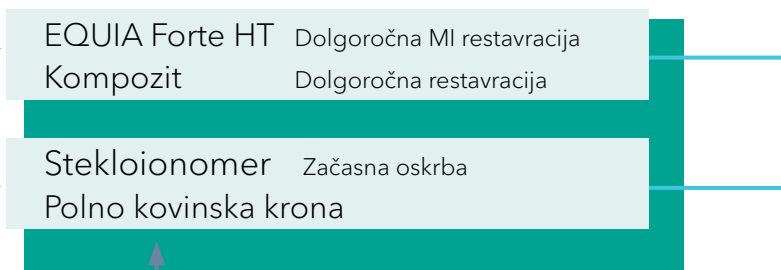 EQUIA Forte HT Dolgoročna MI restavracija
Kompozit Dolgoročna restavracija
Stekloionomer Začasna oskrba
Polno kovinska krona